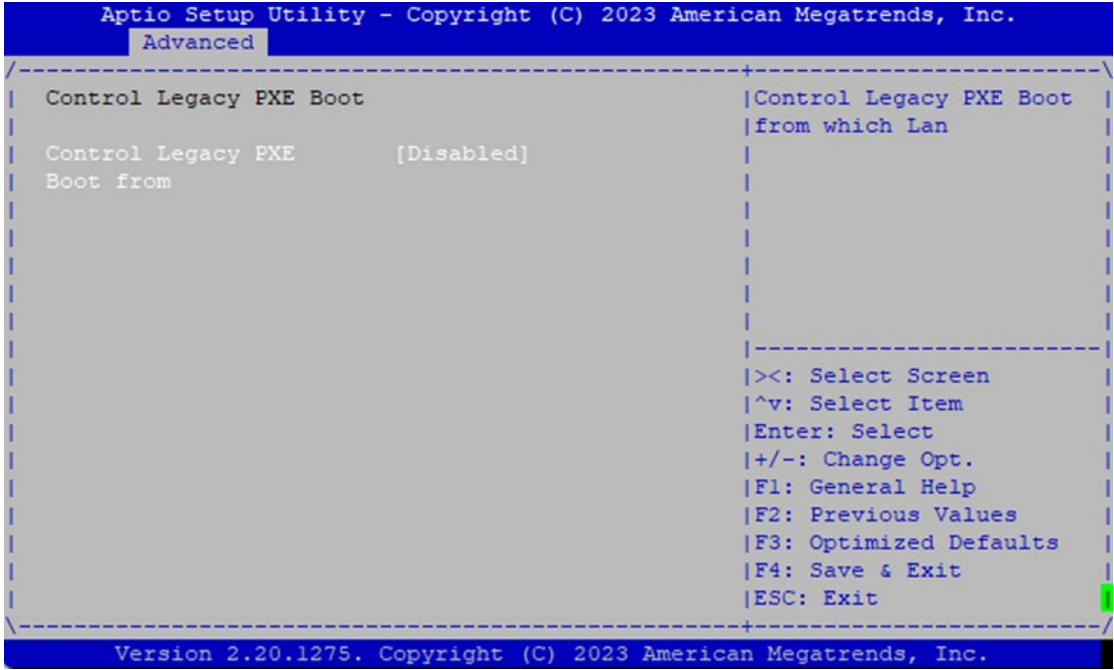 Aptio Setup Utility - Copyright (C) 2023 American Megatrends, Inc.
Advanced
Control Legacy PXE Boot
Control Legacy PXE [Disabled]
Boot from
Control Legacy PXE Boot
from which Lan
><: Select Screen
^v: Select Item
Enter: Select
+/-: Change Opt.
F1: General Help
F2: Previous Values
F3: Optimized Defaults
F4: Save & Exit
ESC: Exit
Version 2.20.1275. Copyright (C) 2023 American Megatrends, Inc.